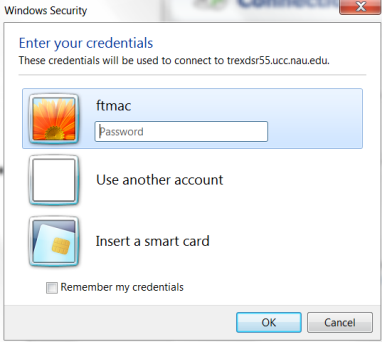 Connecti
Windows Security
Enter your credentials
These credentials will be used to connect to trexdsr55.ucc.nau.edu.
ftmac
Password
Use another account
Insert a smart card
Remember my credentials
OK
Cancel